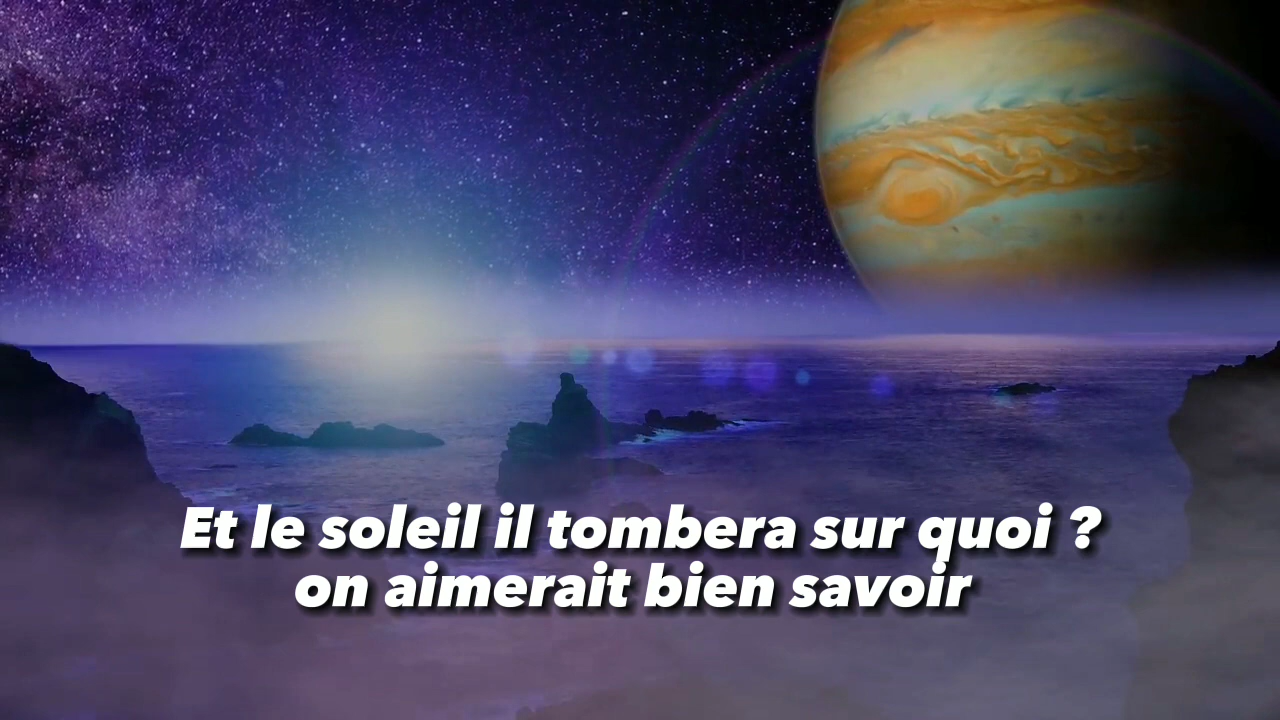 Et le soleil il tombera sur quoi ?
on aimerait bien savoir